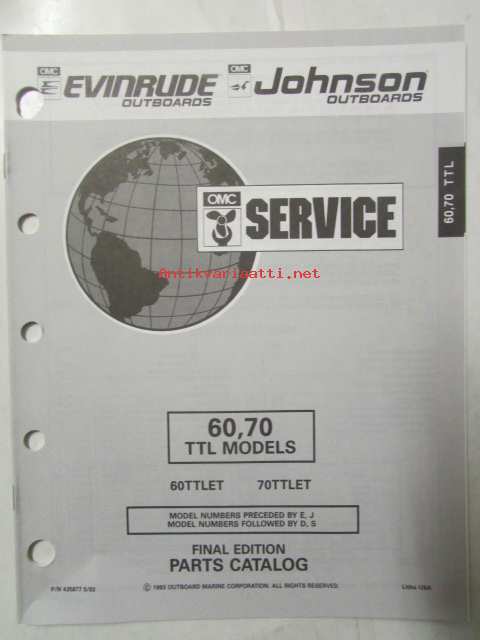 OMC
EVINRUDE
OUTBOARDS
OMC
Johnson
OUTBOARDS
60,70 TTL
OMC
SERVICE
Antikvariaatti.net
60,70
TTL MODELS
60TTLET 70TTLET
MODEL NUMBERS PRECEDED BY E, J
MODEL NUMBERS FOLLOWED BY D, S
FINAL EDITION
PARTS CATALOG
© 1993 OUTBOARD MARINE CORPORATION. ALL RIGHTS RESERVED.